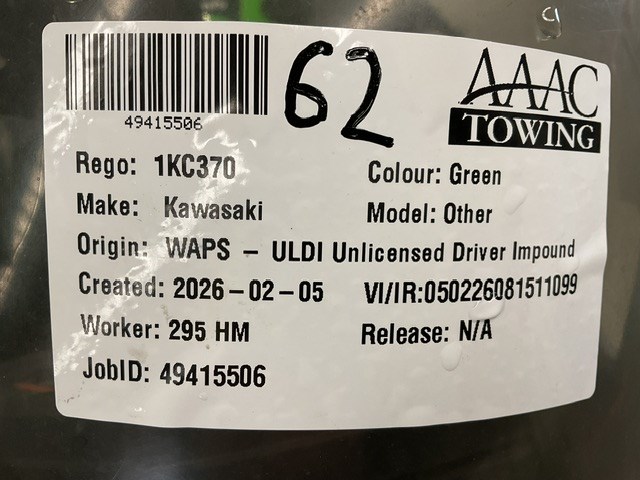 49415506
62
AAAC
TOWING
Rego: 1KC370
Colour: Green
Make: Kawasaki
Model: Other
Origin: WAPS – ULDI Unlicensed Driver Impound
Created: 2026–02–05
VI/IR:050226081511099
Worker: 295 HM
Release: N/A
JobID: 49415506